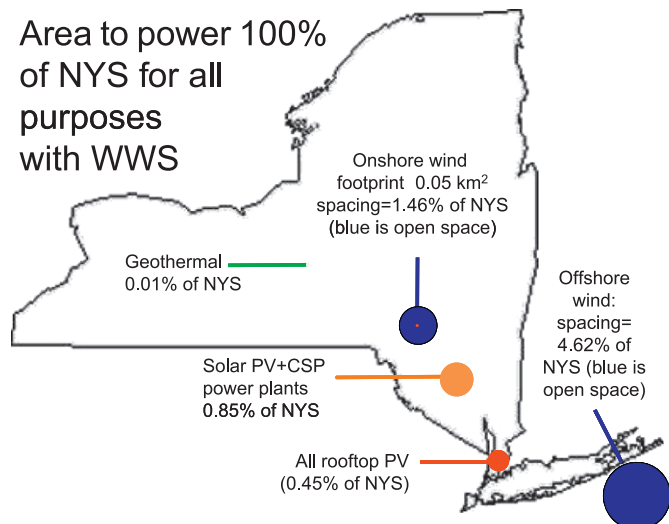 Area to power 100%
of NYS for all
purposes
with WWS
Onshore wind
footprint 0.05 km²
spacing=1.46% of NYS
(blue is open space)
Geothermal
0.01% of NYS
Offshore
wind:
spacing=
4.62% of
NYS (blue is
open space)
Solar PV+CSP
power plants
0.85% of NYS
All rooftop PV
(0.45% of NYS)